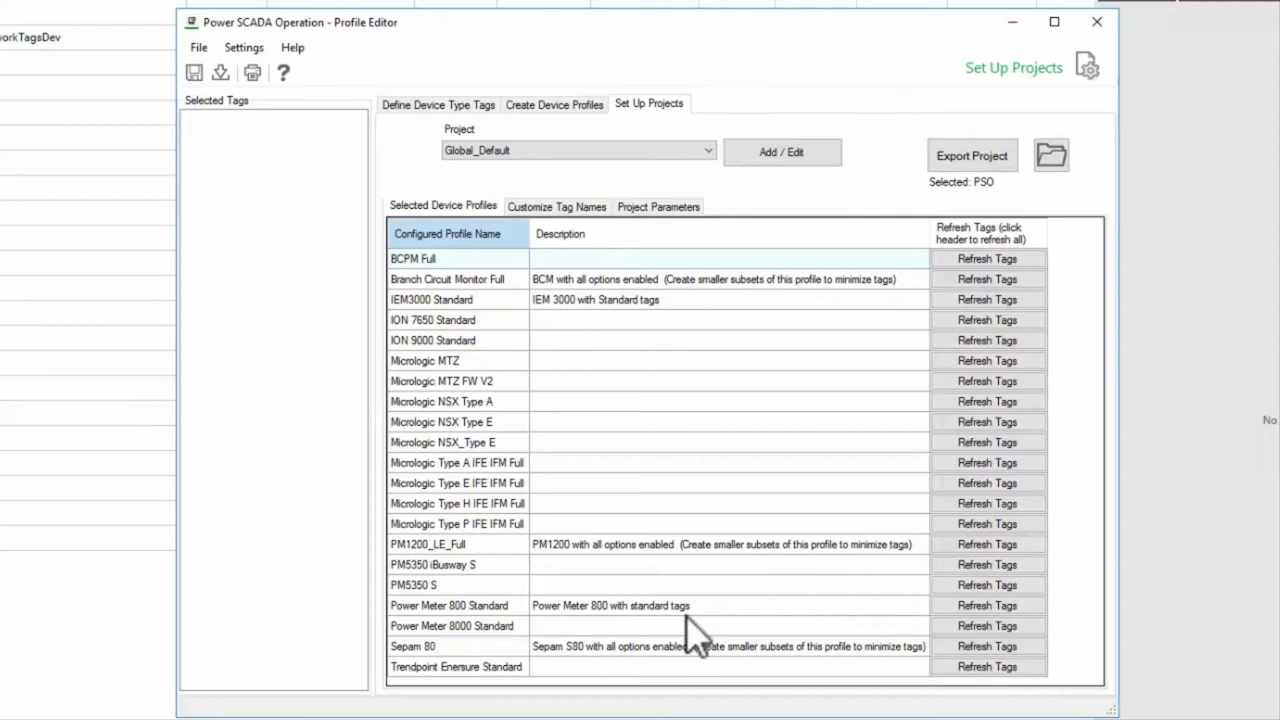 workTagsDev
Power SCADA Operation - Profile Editor
File Settings Help
Set Up Projects
Selected Tags
Define Device Type Tags Create Device Profiles Set Up Projects
Project
Global_Default
Add / Edit
Export Project
Selected: PSO
Selected Device Profiles Customize Tag Names Project Parameters
Configured Profile Name Description Refresh Tags (click header to refresh all)
BCPM Full Refresh Tags
Branch Circuit Monitor Full BCM with all options enabled (Create smaller subsets of this profile to minimize tags) Refresh Tags
IEM3000 Standard IEM 3000 with Standard tags Refresh Tags
ION 7650 Standard Refresh Tags
ION 9000 Standard Refresh Tags
Micrologic MTZ Refresh Tags
Micrologic MTZ FW V2 Refresh Tags
Micrologic NSX Type A Refresh Tags
Micrologic NSX Type E Refresh Tags
No
Micrologic NSX_Type E Refresh Tags
Micrologic Type A IFE IFM Full Refresh Tags
Micrologic Type E IFE IFM Full Refresh Tags
Micrologic Type H IFE IFM Full Refresh Tags
Micrologic Type P IFE IFM Full Refresh Tags
PM1200_LE_Full PM1200 with all options enabled (Create smaller subsets of this profile to minimize tags) Refresh Tags
PM5350 iBusway S Refresh Tags
PM5350 S Refresh Tags
Power Meter 800 Standard Power Meter 800 with standard tags Refresh Tags
Power Meter 8000 Standard Refresh Tags
Sepam 80 Sepam S80 with all options smaller subsets of this profile to minimize tags) Refresh Tags
Trendpoint Enersure Standard Refresh Tags